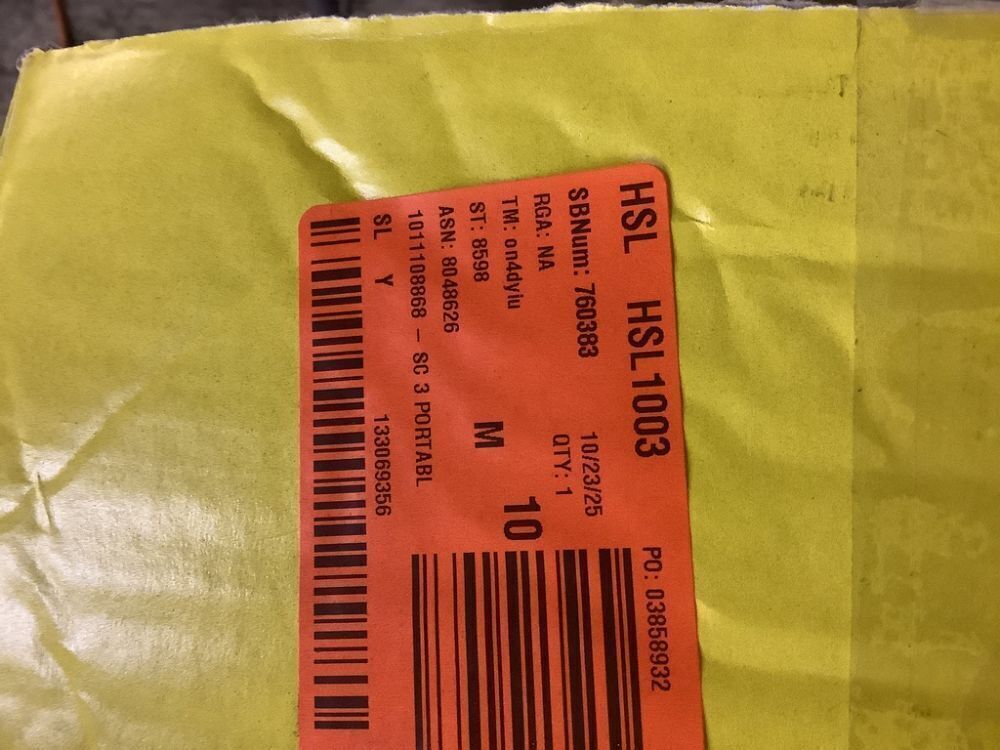 HSL HSL1003 PO: 03858932
SBNum: 760383 10/23/25
RGA: NA QTY: 1
TM: on4dyiu 10
ST: 8598 M
ASN: 8048626
1011108868 - SC 3 PORTABL
SL Y 133069356